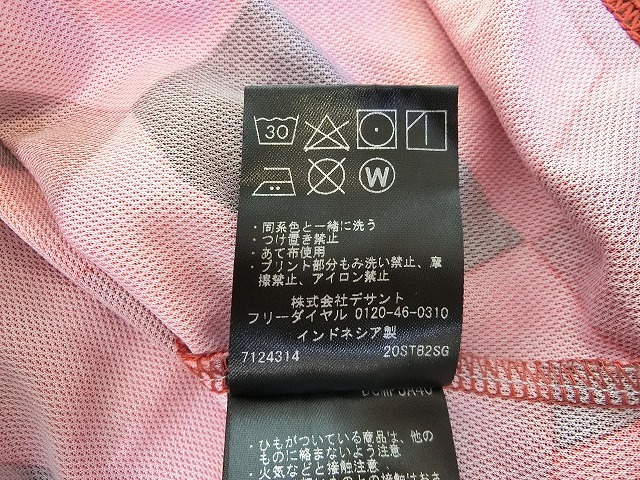 30
W
・同系色と一緒に洗う
・つけ置き禁止
・あて布使用
・プリント部分もみ洗い禁止、摩
擦禁止、アイロン禁止
株式会社デサント
フリーダイヤル 0120-46-0310
インドネシア製
7124314 20STB2SG
・ひもがついている商品は、他の
ものに絡まないよう注意
・火気などと接触注意